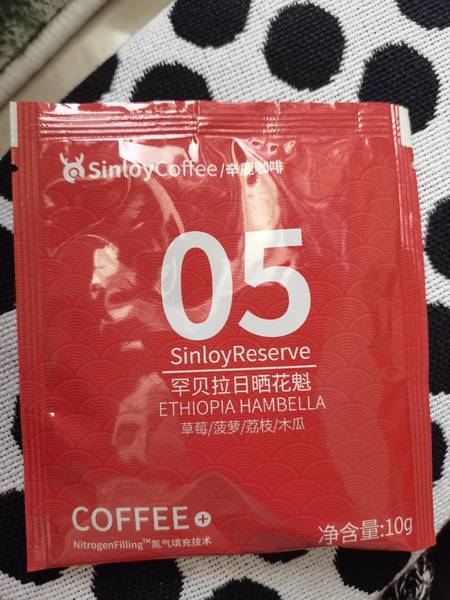 SinloyCoffee/辛鹿咖啡
05
SinloyReserve
罕贝拉日晒花魁
ETHIOPIA HAMBELLA
草莓/菠萝/荔枝/木瓜
COFFEE+
NitrogenFilling™氮气填充技术
净含量:10g